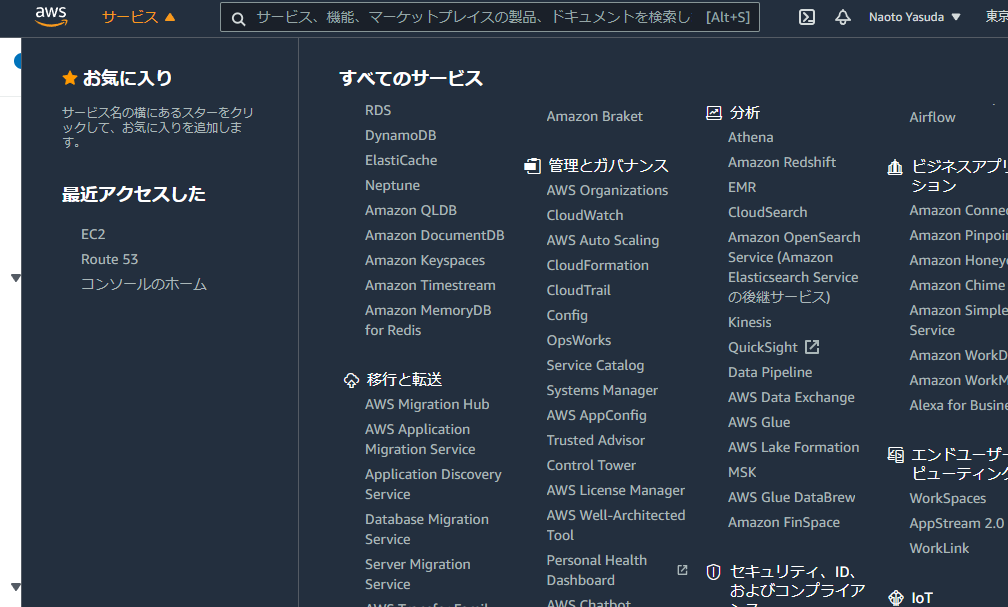 aws
サービス
サービス、機能、マーケットプレイスの製品、ドキュメントを検索し [Alt+S]
Naoto Yasuda
東京
お気に入り
サービス名の横にあるスターをクリ
ックして、お気に入りを追加しま
す。
最近アクセスした
EC2
Route 53
コンソールのホーム
すべてのサービス
RDS
DynamoDB
ElastiCache
Neptune
Amazon QLDB
Amazon DocumentDB
Amazon Keyspaces
Amazon Timestream
Amazon MemoryDB
for Redis
移行と転送
AWS Migration Hub
AWS Application
Migration Service
Application Discovery
Service
Database Migration
Service
Server Migration
Service
AWS Transfer Famil
Amazon Braket
管理とガバナンス
AWS Organizations
CloudWatch
AWS Auto Scaling
CloudFormation
CloudTrail
Config
OpsWorks
Service Catalog
Systems Manager
AWS AppConfig
Trusted Advisor
Control Tower
AWS License Manager
AWS Well-Architected
Tool
Personal Health
Dashboard
AWS Chatbot
分析
Athena
Amazon Redshift
EMR
CloudSearch
Amazon OpenSearch
Service (Amazon
Elasticsearch Service
の後継サービス)
Kinesis
QuickSight
Data Pipeline
AWS Data Exchange
AWS Glue
AWS Lake Formation
MSK
AWS Glue DataBrew
Amazon FinSpace
セキュリティ、ID、
およびコンプライア
ンス
Airflow
ビジネスアプリ
ション
Amazon Conne
Amazon Pinpoin
Amazon Honey
Amazon Chime
Amazon Simple
Service
Amazon WorkD
Amazon WorkM
Alexa for Busine
エンドユーザー
ピューティング
WorkSpaces
AppStream 2.0
WorkLink
IoT